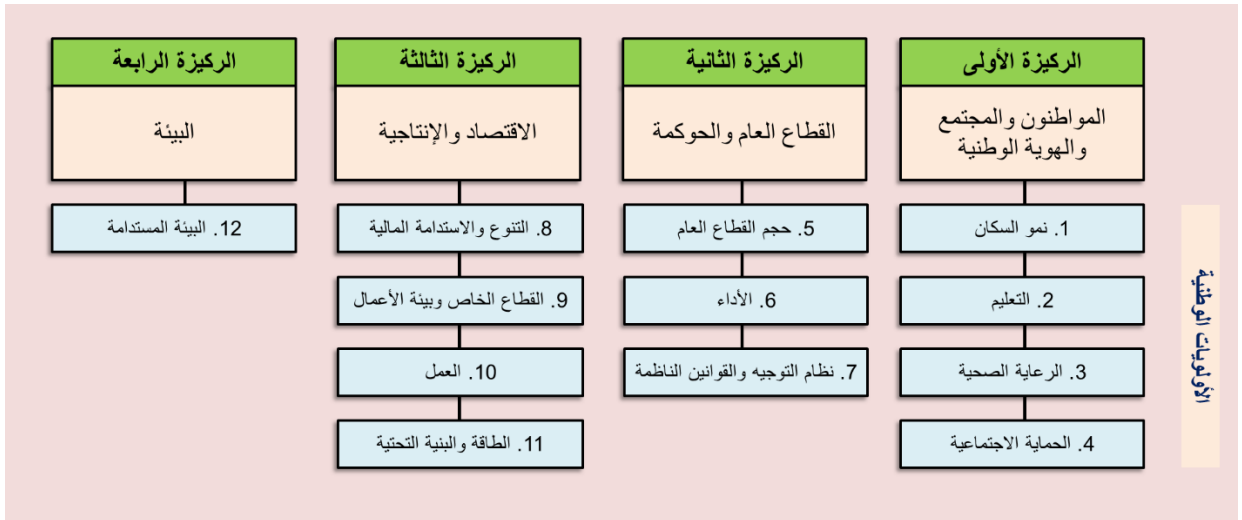 الركيزة الأولى
المواطنون والمجتمع
والهوية الوطنية
1. نمو السكان
2. التعليم
3. الرعاية الصحية
4. الحماية الاجتماعية
الركيزة الثانية
القطاع العام والحوكمة
5. حجم القطاع العام
6. الأداء
7. نظام التوجيه والقوانين الناظمة
الركيزة الثالثة
الاقتصاد والإنتاجية
8. التنوع والاستدامة المالية
9. القطاع الخاص وبيئة الأعمال
10. العمل
11. الطاقة والبنية التحتية
الركيزة الرابعة
البيئة
12. البيئة المستدامة
الأولويات الوطنية